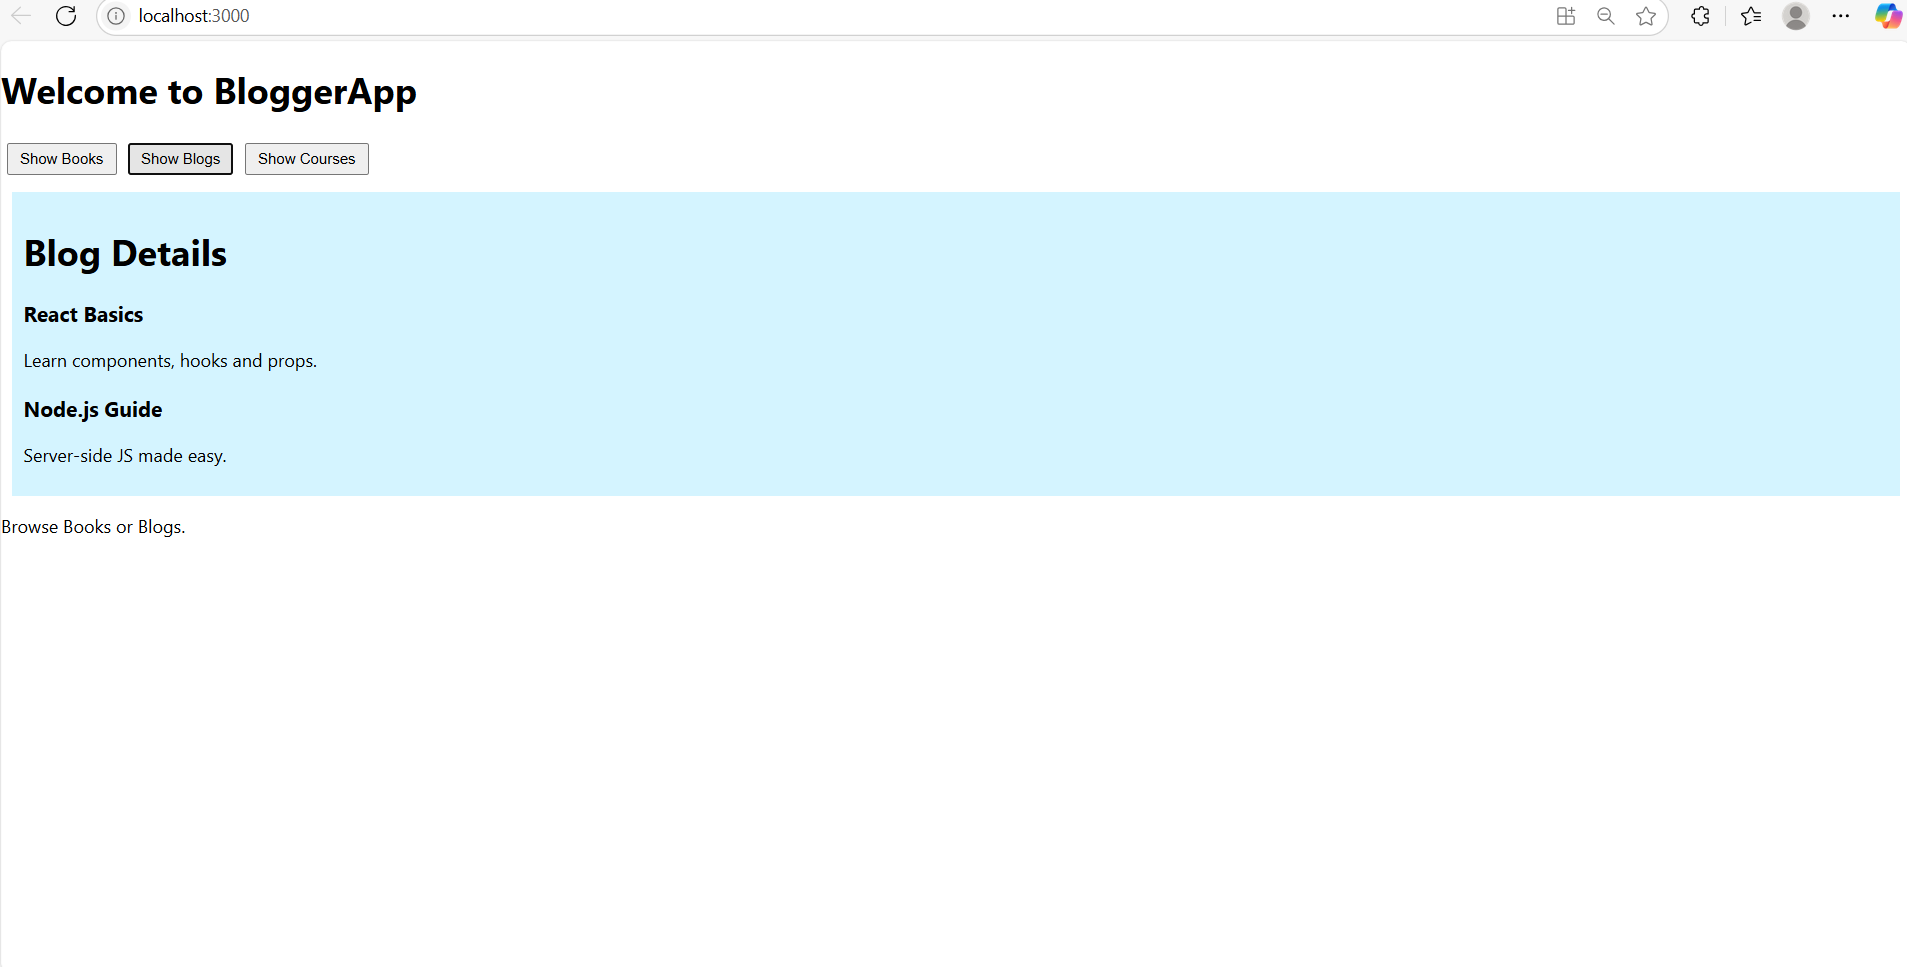 localhost:3000
Welcome to BloggerApp
Show Books Show Blogs Show Courses
Blog Details
React Basics
Learn components, hooks and props.
Node.js Guide
Server-side JS made easy.
Browse Books or Blogs.